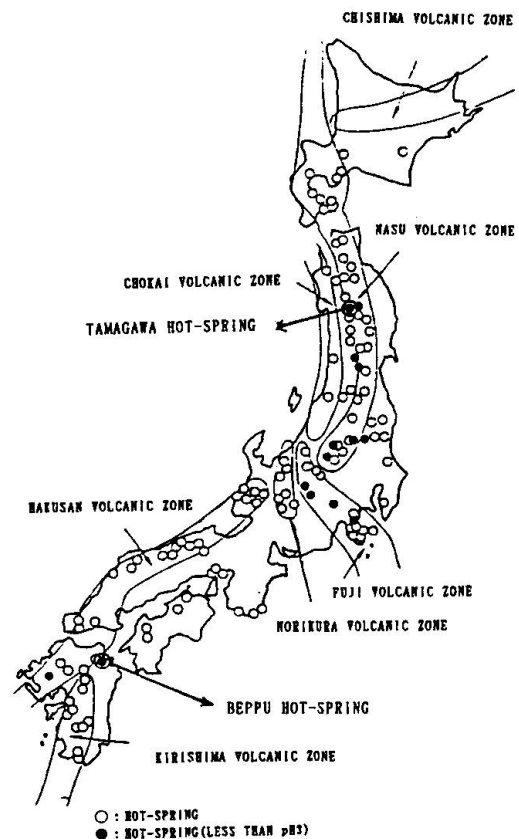 CHISHIMA VOLCANIC ZONE
NASU VOLCANIC ZONE
CHOKAI VOLCANIC ZONE
TAMAGAWA HOT-SPRING
HAKUSAN VOLCANIC ZONE
FUJI VOLCANIC ZONE
NORIKURA VOLCANIC ZONE
BEPPU HOT-SPRING
KIRISHIMA VOLCANIC ZONE
○ : HOT-SPRING
● : HOT-SPRING(LESS THAN pH3)